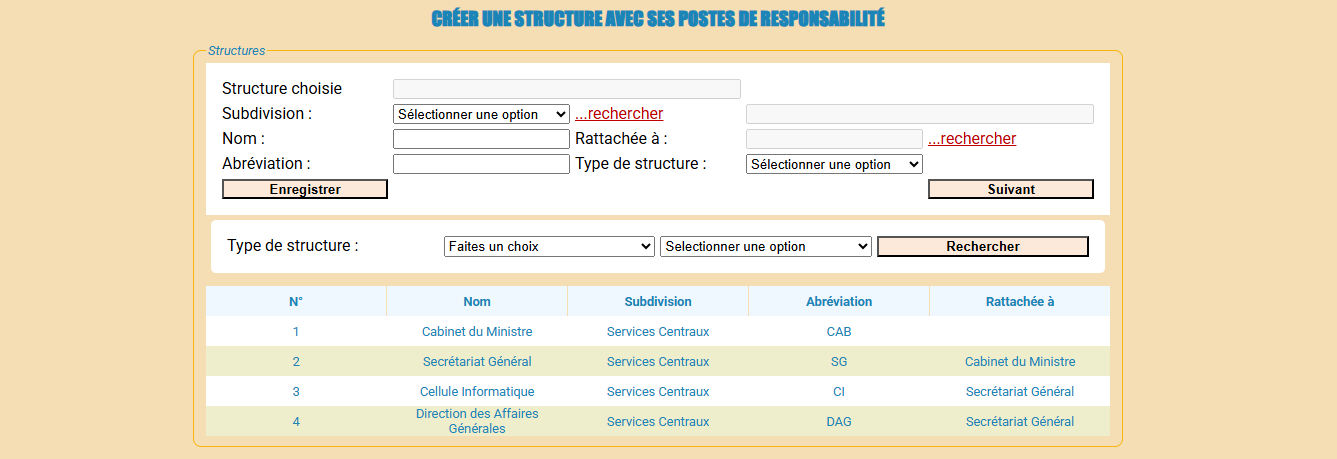 CRÉER UNE STRUCTURE AVEC SES POSTES DE RESPONSABILITÉ
Structures
Structure choisie
Subdivision : Sélectionner une option ...rechercher
Nom : Rattachée à : ...rechercher
Abréviation : Type de structure : Sélectionner une option
Enregistrer Suivant
Type de structure : Faites un choix Selectionner une option Rechercher
N° Nom Subdivision Abréviation Rattachée à
1 Cabinet du Ministre Services Centraux CAB
2 Secrétariat Général Services Centraux SG Cabinet du Ministre
3 Cellule Informatique Services Centraux CI Secrétariat Général
4 Direction des Affaires Générales Services Centraux DAG Secrétariat Général